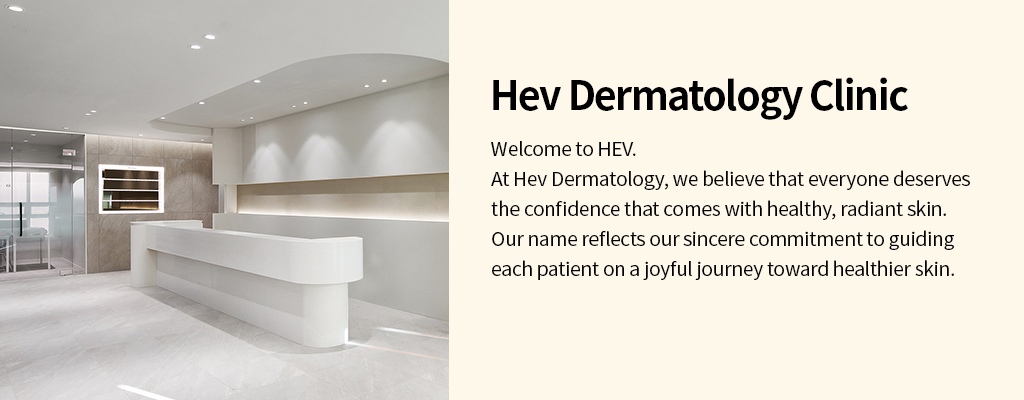 Hev Dermatology Clinic
Welcome to HEV.
At Hev Dermatology, we believe that everyone deserves
the confidence that comes with healthy, radiant skin.
Our name reflects our sincere commitment to guiding
each patient on a joyful journey toward healthier skin.